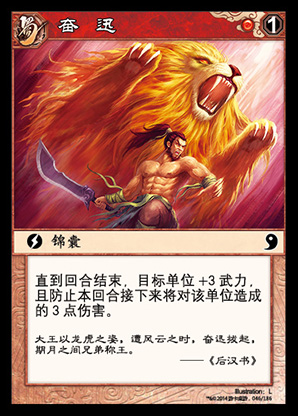 奋迅
1
锦囊
直到回合结束，目标单位+3武力，
且防止本回合接下来将对该单位造成
的3点伤害。
大王以龙虎之姿，遭风云之时，奋迅拔起，
期月之间兄弟称王。
——《后汉书》
Illustration: L